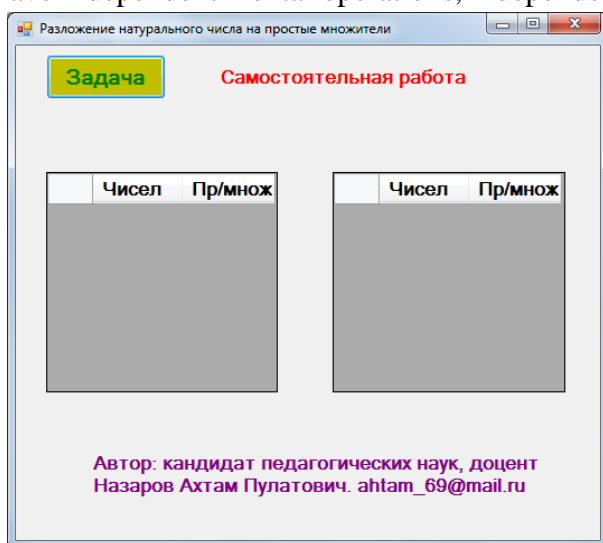 Разложение натурального числа на простые множители
Задача
Самостоятельная работа
Чисел Пр/множ
Чисел Пр/множ
Автор: кандидат педагогических наук, доцент
Назаров Ахтам Пулатович. ahtam_69@mail.ru